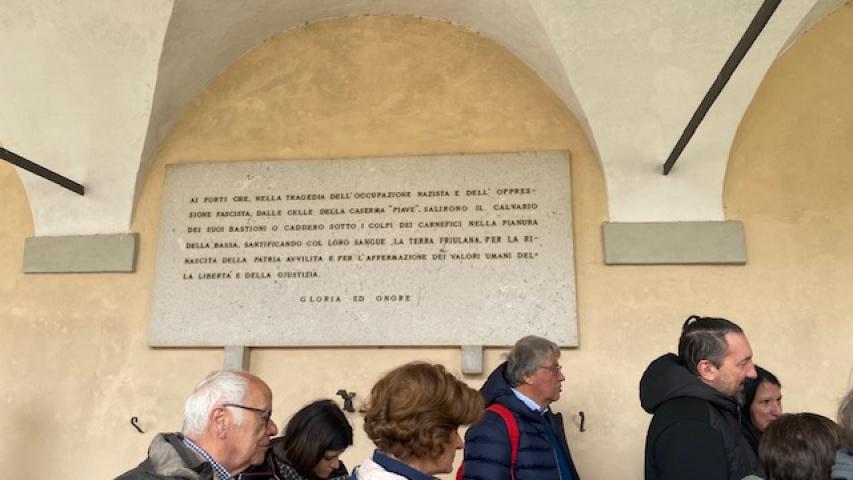 AI FORTI CHE, NELLA TRAGEDIA DELL'OCCUPAZIONE NAZISTA E DELL' OPPRES-
SIONE FASCISTA, DALLE CELLE DELLA CASERMA "PIAVE", SALIRONO IL CALVARIO
DEI SUOI BASTIONI O CADDERO SOTTO I COLPI DEI CARNEFICI NELLA PIANURA
DELLA BASSA, SANTIFICANDO COL LORO SANGUE, LA TERRA FRIULANA, PER LA RI-
NASCITA DELLA PATRIA AVVILITA E PER L'AFFERMAZIONE DEI VALORI UMANI DEL-
LA LIBERTÀ E DELLA GIUSTIZIA.
GLORIA ED ONORE